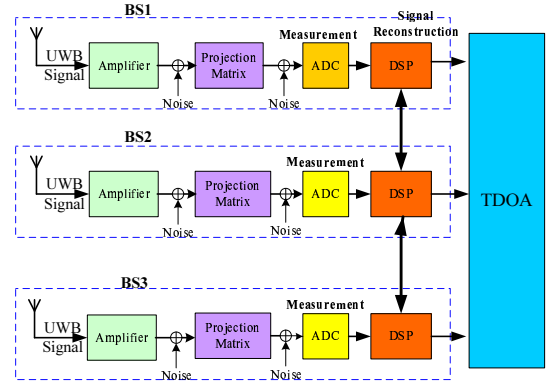 BS1
Signal
Reconstruction
Measurement
UWB
Signal
Amplifier
Noise
Projection
Matrix
Noise
ADC
DSP
BS2
Measurement
UWB
Signal
Amplifier
Noise
Projection
Matrix
Noise
ADC
DSP
TDOA
BS3
Measurement
UWB
Signal
Amplifier
Noise
Projection
Matrix
Noise
ADC
DSP